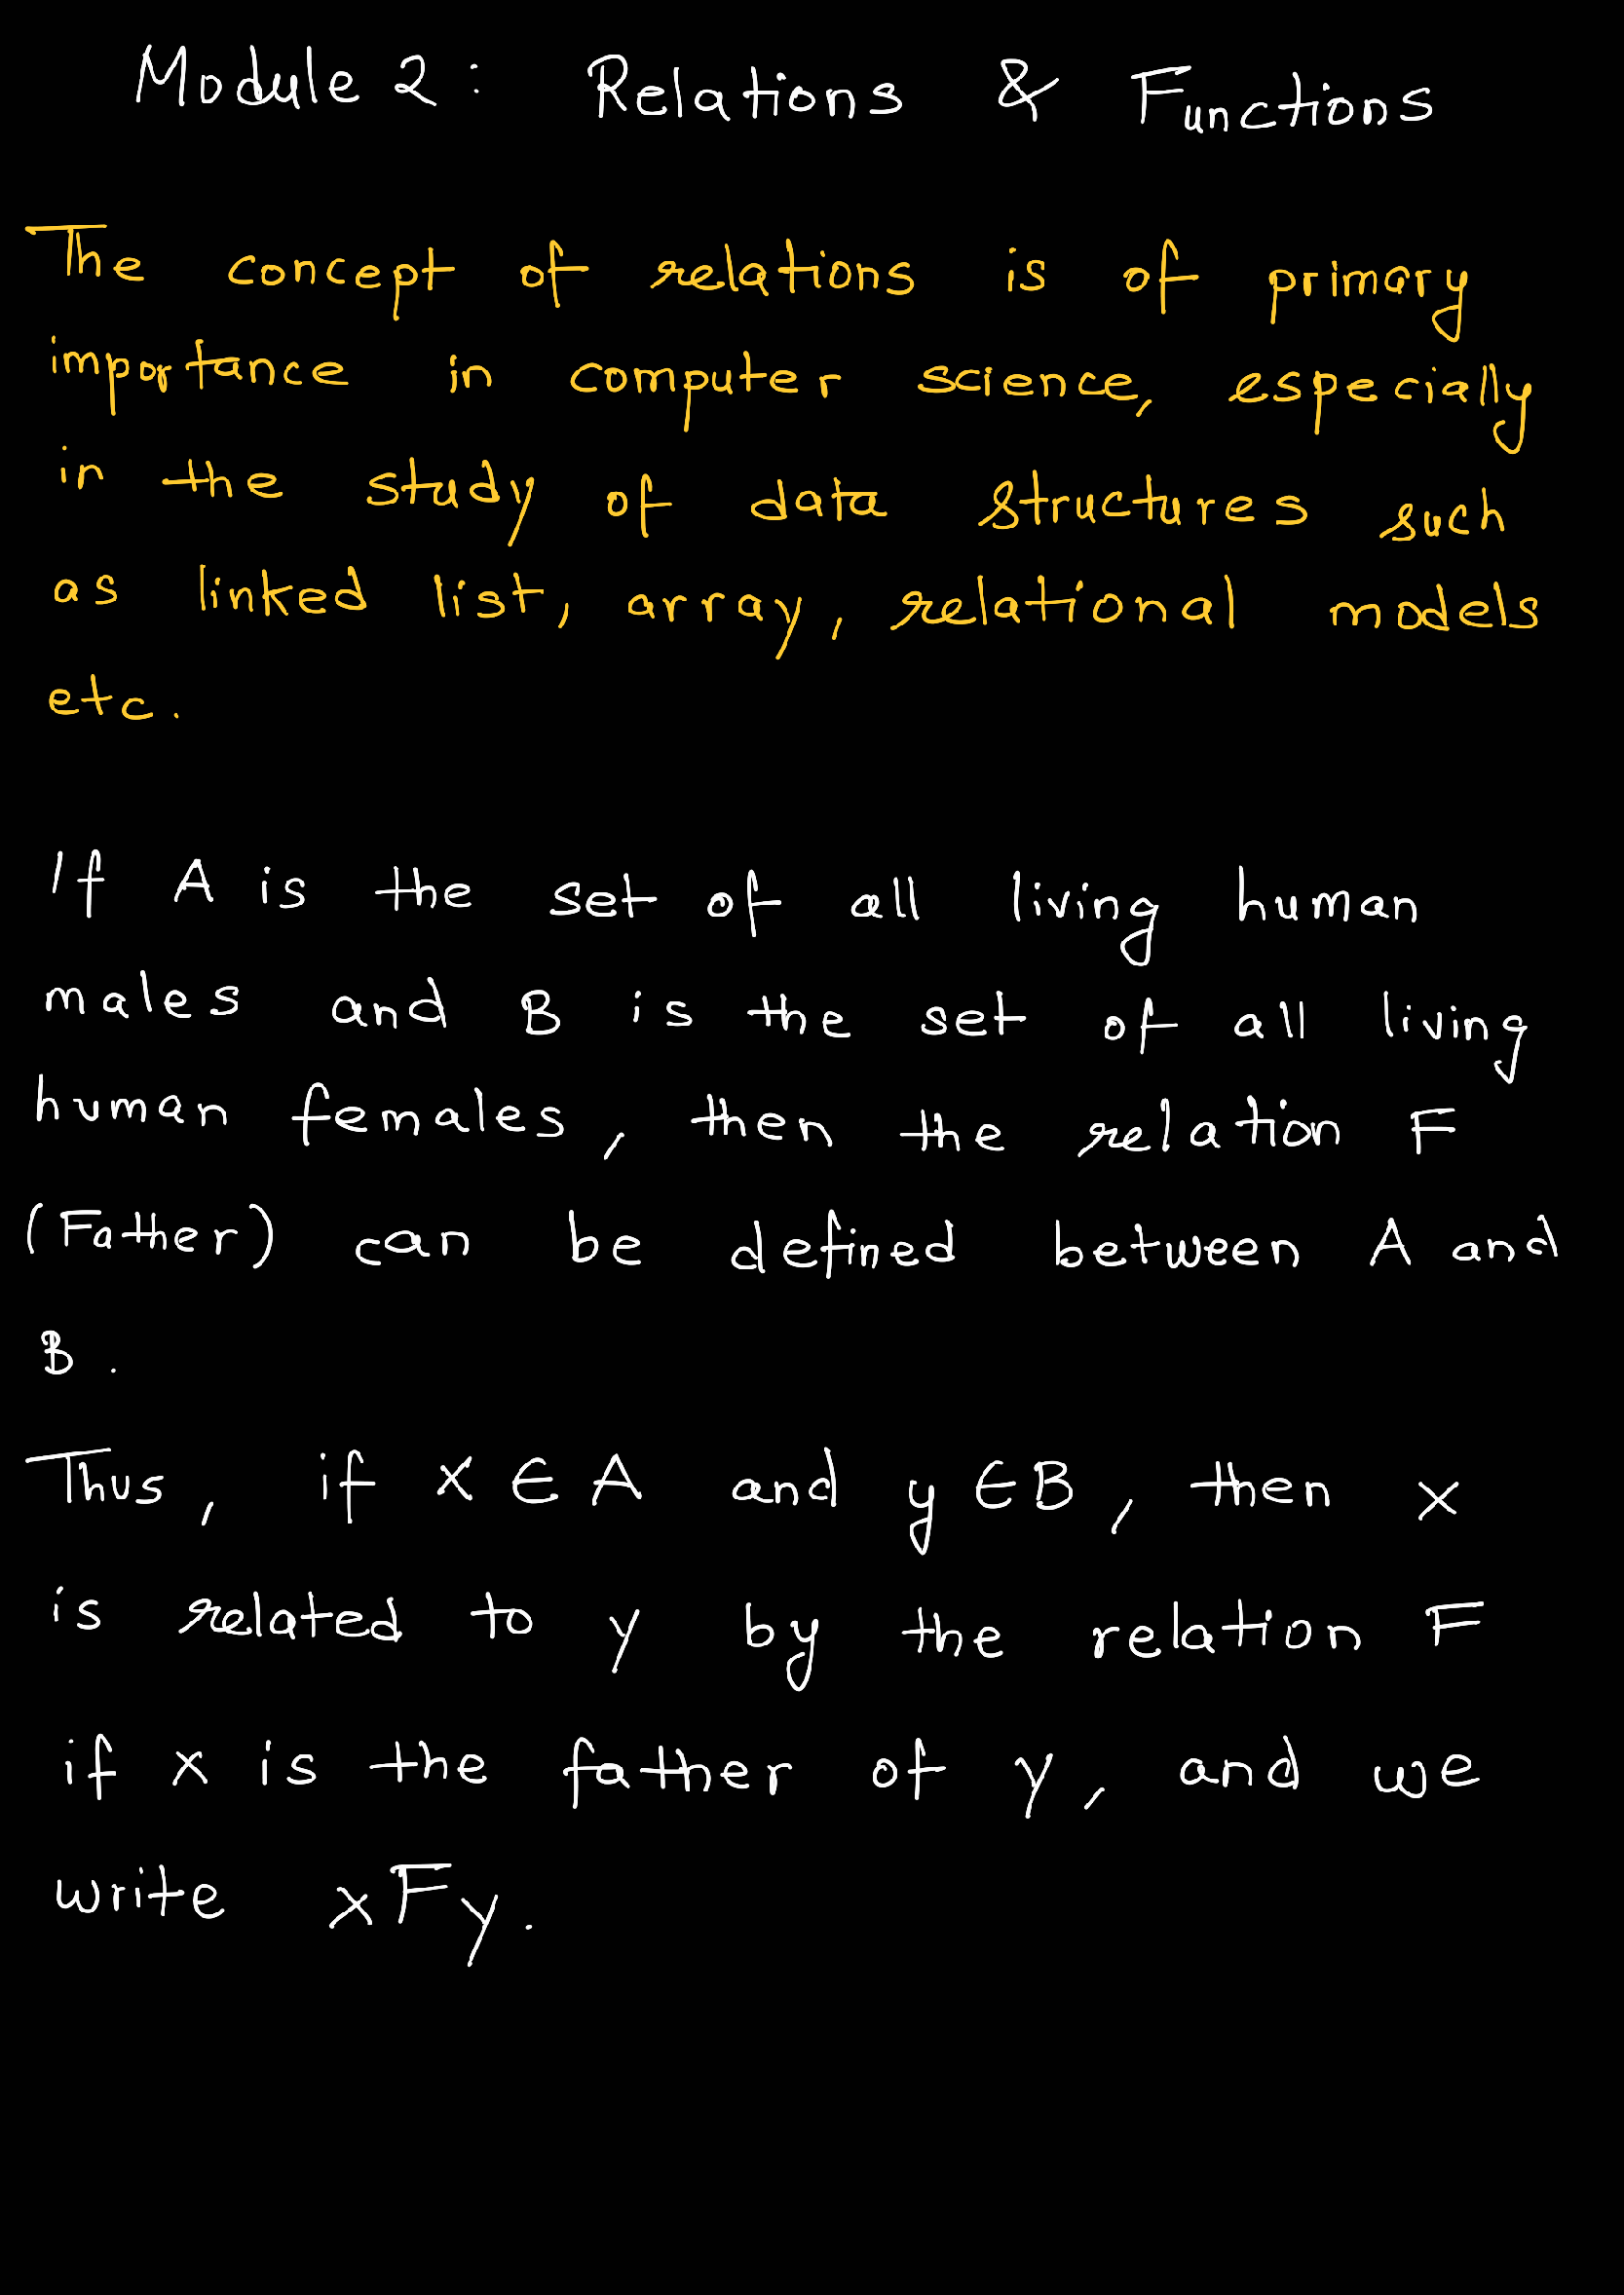 Module 2: Relations & Functions
The concept of relations is of primary
importance in computer science, especially
in the study of data structures such
as linked list, array, relational models
etc.
If A is the set of all living human
males and B is the set of all living
human females, then the relation F
(Father) can be defined between A and
B.
Thus, if x ∈ A and y ∈ B, then x
is related to y by the relation F
if x is the father of y, and we
write xFy.